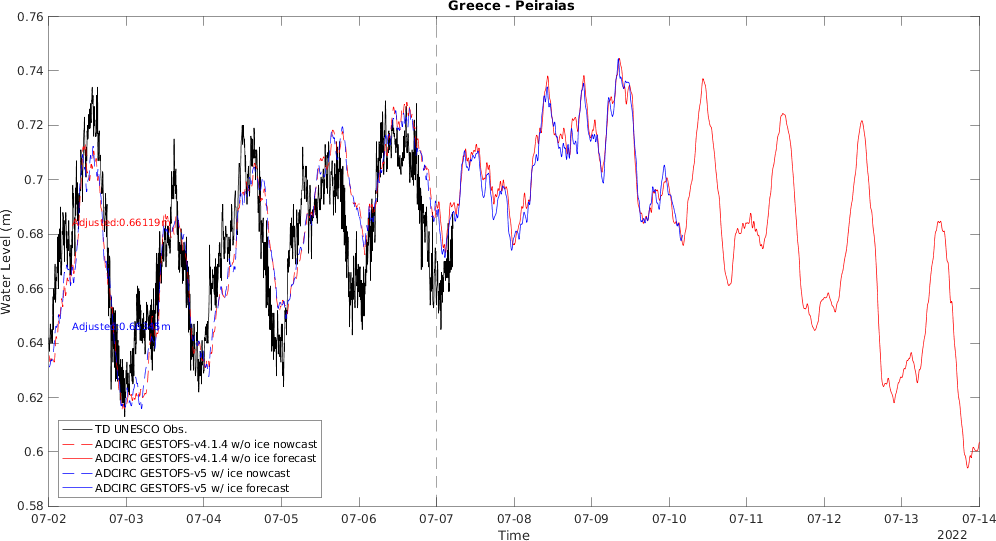 Greece - Peiraias
0.76
0.74
0.72
0.7
0.68
0.66
0.64
0.62
0.6
0.58
Water Level (m)
Adjusted:0.66119m
TD UNESCO Obs.
ADCIRC GESTOFS-v4.1.4 w/o ice nowcast
ADCIRC GESTOFS-v4.1.4 w/o ice forecast
ADCIRC GESTOFS-v5 w/ ice nowcast
ADCIRC GESTOFS-v5 w/ ice forecast
07-02 07-03 07-04 07-05 07-06 07-07 07-08 07-09 07-10 07-11 07-12 07-13 07-14
Time
2022